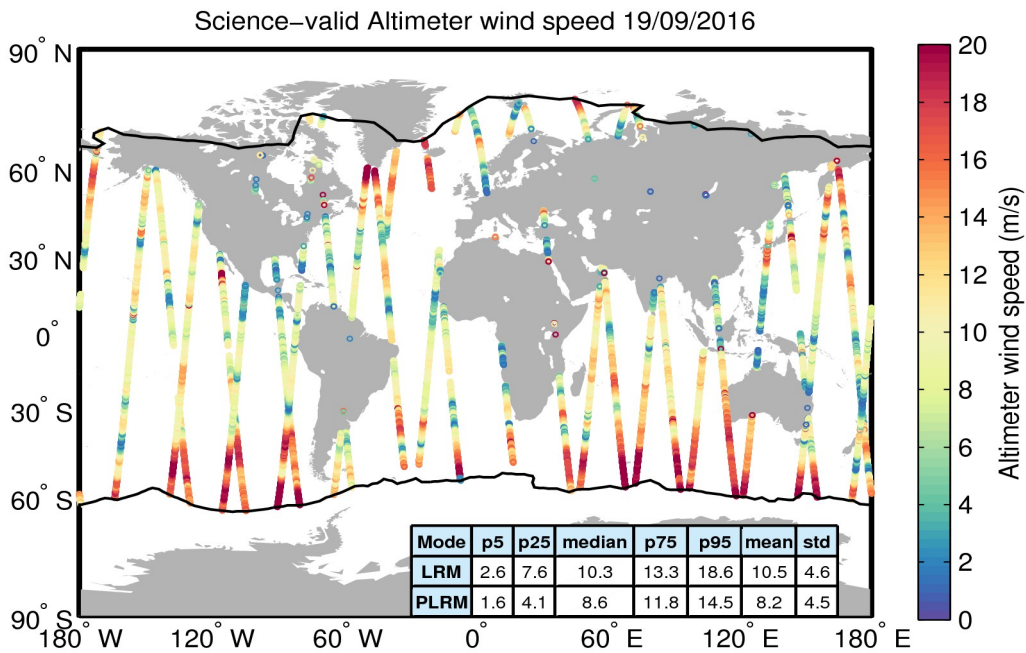 Science−valid Altimeter wind speed 19/09/2016
90° N
60° N
30° N
0°
30° S
60° S
90° S
180° W
120° W
60° W
0°
60° E
120° E
180° E
Mode p5 p25 median p75 p95 mean std
LRM 2.6 7.6 10.3 13.3 18.6 10.5 4.6
PLRM 1.6 4.1 8.6 11.8 14.5 8.2 4.5
20
18
16
14
12
10
8
6
4
2
0
Altimeter wind speed (m/s)